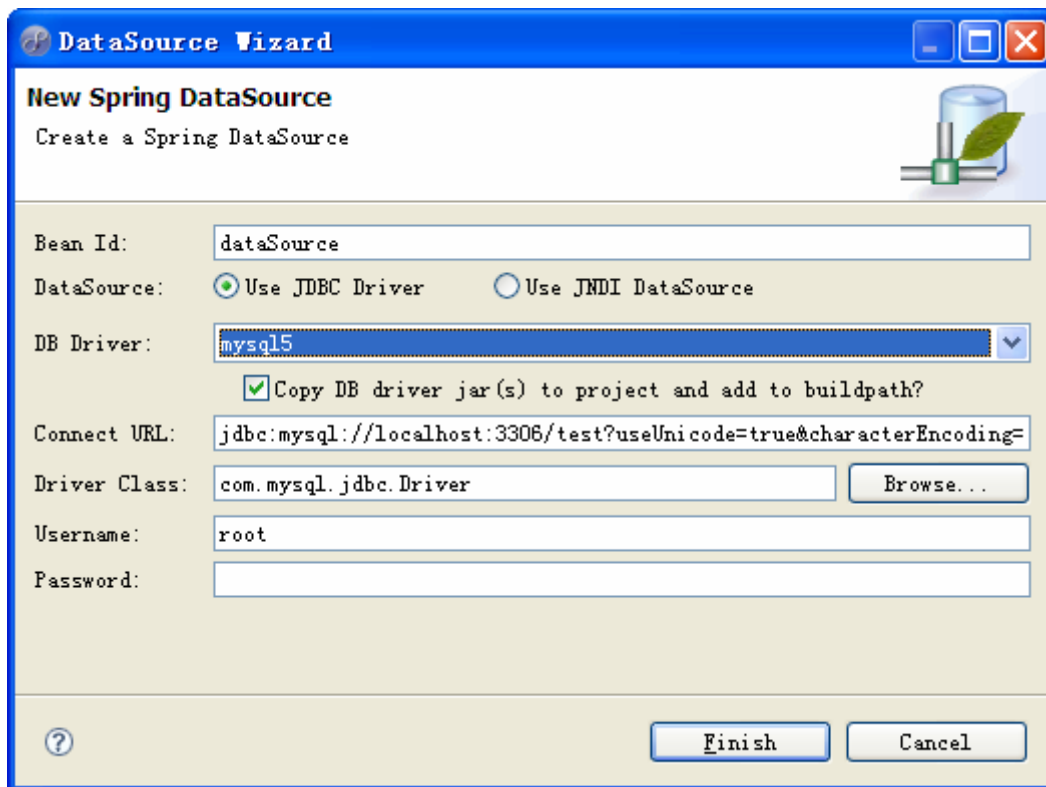 DataSource Wizard
New Spring DataSource
Create a Spring DataSource
Bean Id: dataSource
DataSource: Use JDBC Driver Use JNDI DataSource
DB Driver: mysql5
Copy DB driver jar(s) to project and add to buildpath?
Connect URL: jdbc:mysql://localhost:3306/test?useUnicode=true&characterEncoding=
Driver Class: com.mysql.jdbc.Driver Browse...
Username: root
Password:
? Finish Cancel